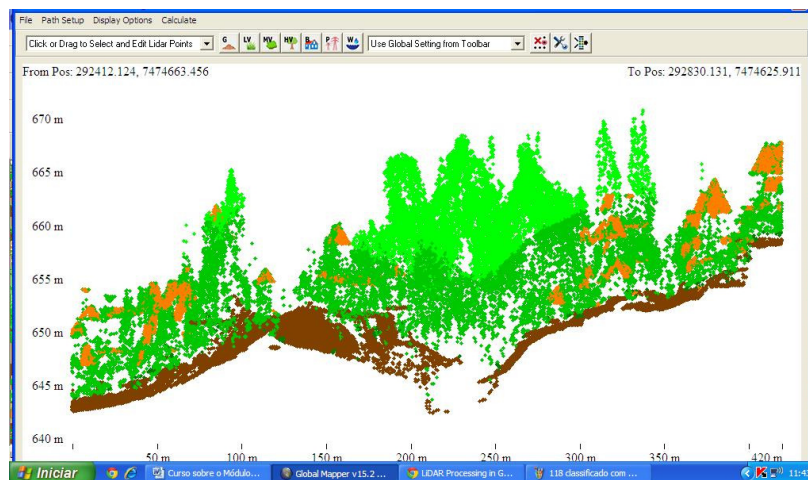 File Path Setup Display Options Calculate
Click or Drag to Select and Edit Lidar Points
G LV MV HV B P W
Use Global Setting from Toolbar
From Pos: 292412.124, 7474663.456
To Pos: 292830.131, 7474625.911
670 m
665 m
660 m
655 m
650 m
645 m
640 m
50 m 100 m 150 m 200 m 250 m 300 m 350 m 420 m
Iniciar
Curso sobre o Módulo...
Global Mapper v15.2 ...
LiDAR Processing in G...
118 classificado com ...